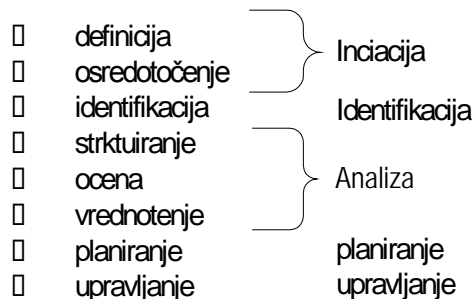 definicija
osredotočenje
Inciacija
identifikacija
Identifikacija
strktuiranje
ocena
vrednotenje
Analiza
planiranje
planiranje
upravljanje
upravljanje